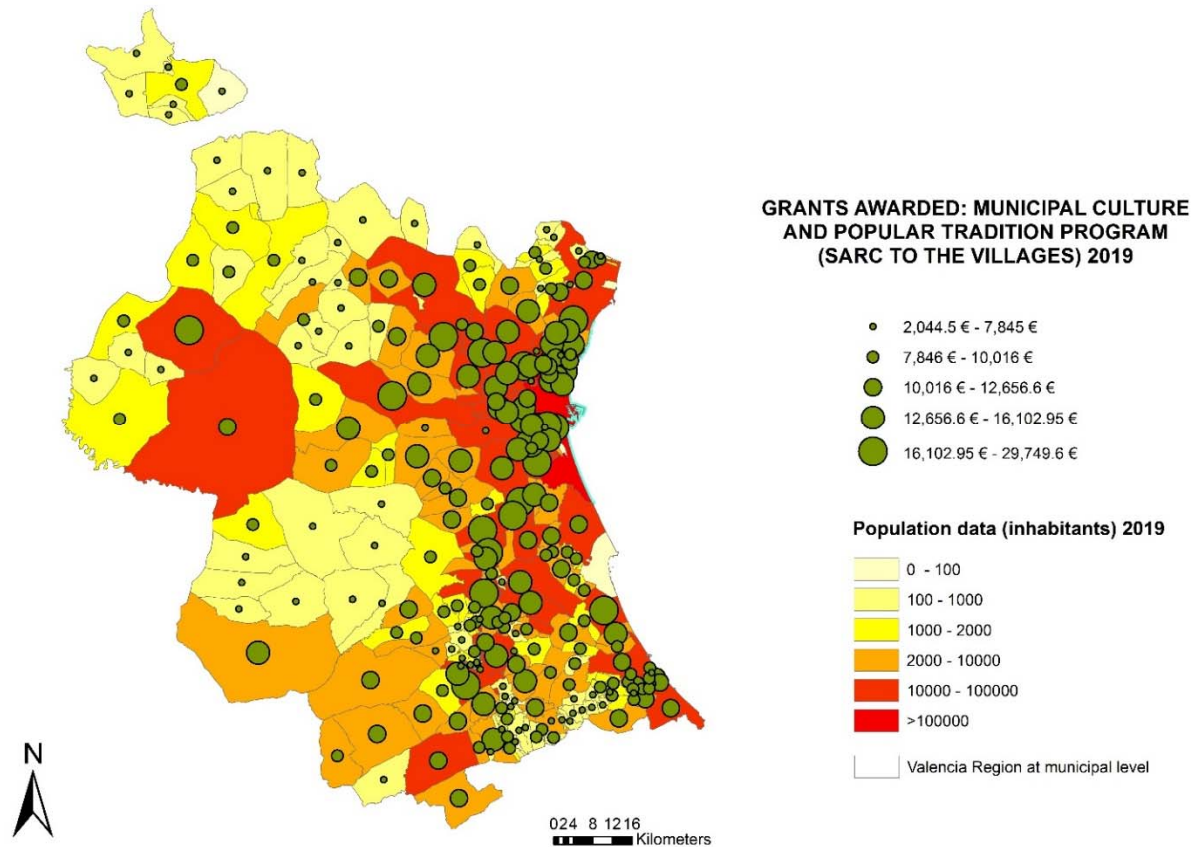 GRANTS AWARDED: MUNICIPAL CULTURE
AND POPULAR TRADITION PROGRAM
(SARC TO THE VILLAGES) 2019
2,044.5 € - 7,845 €
7,846 € - 10,016 €
10,016 € - 12,656.6 €
12,656.6 € - 16,102.95 €
16,102.95 € - 29,749.6 €
Population data (inhabitants) 2019
0 - 100
100 - 1000
1000 - 2000
2000 - 10000
10000 - 100000
>100000
Valencia Region at municipal level
N
024 8 1216
Kilometers